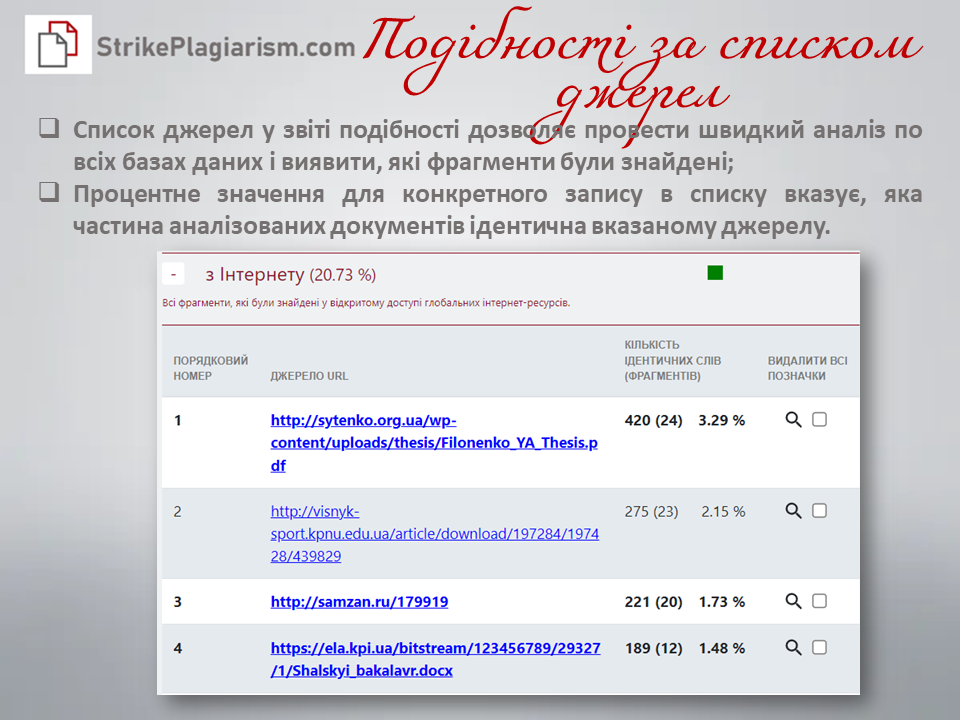 StrikePlagiarism.com
Подібності за списком
джерел
Список джерел у звіті подібності дозволяє провести швидкий аналіз по
всіх базах даних і виявити, які фрагменти були знайдені;
Процентне значення для конкретного запису в списку вказує, яка
частина аналізованих документів ідентична вказаному джерелу.
- з Інтернету (20.73 %)
Всі фрагменти, які були знайдені у відкритому доступі глобальних інтернет-ресурсів.
ПОРЯДКОВИЙ
НОМЕР
ДЖЕРЕЛО URL
КІЛЬКІСТЬ
ІДЕНТИЧНИХ СЛІВ
(ФРАГМЕНТІВ)
ВИДАЛИТИ ВСІ
ПОЗНАЧКИ
1
http://sytenko.org.ua/wp-
content/uploads/thesis/Filonenko_YA_Thesis.p
df
420 (24) 3.29 %
2
http://visnyk-
sport.kpnu.edu.ua/article/download/197284/1974
28/439829
275 (23) 2.15 %
3
http://samzan.ru/179919
221 (20) 1.73 %
4
https://ela.kpi.ua/bitstream/123456789/29327
/1/Shalskyi_bakalavr.docx
189 (12) 1.48 %